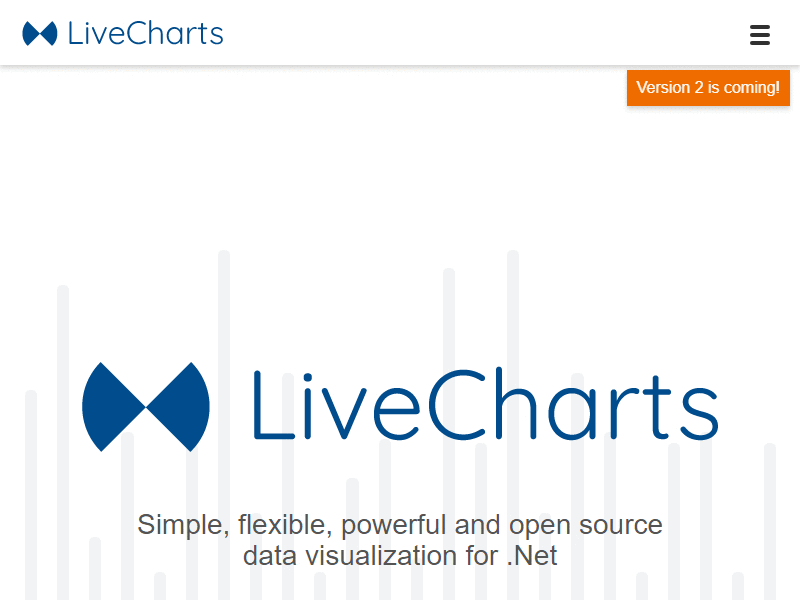 LiveCharts
Version 2 is coming!
LiveCharts
Simple, flexible, powerful and open source
data visualization for .Net